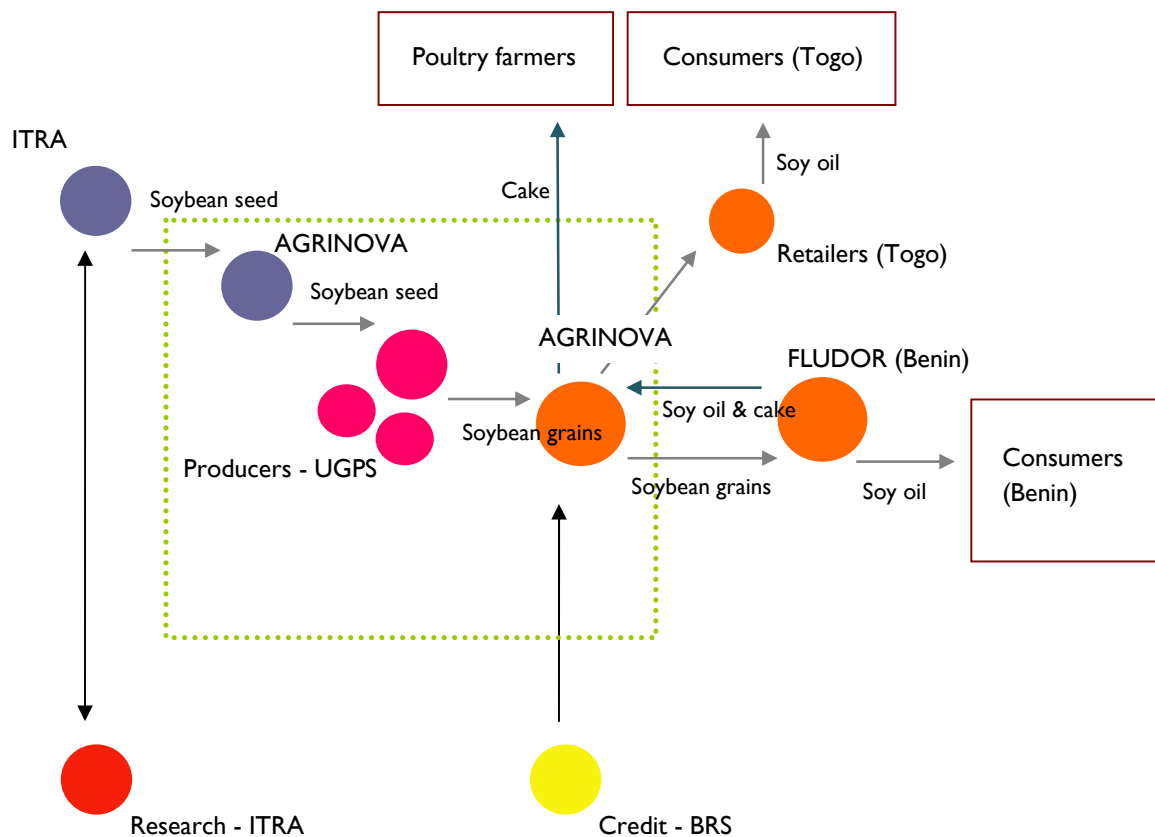 Poultry farmers
Consumers (Togo)
ITRA
Soy oil
Soybean seed
Cake
AGRINOVA
Retailers (Togo)
Soybean seed
AGRINOVA
FLUDOR (Benin)
Soy oil & cake
Soybean grains
Producers - UGPS
Soybean grains
Soy oil
Consumers
(Benin)
Research - ITRA
Credit - BRS